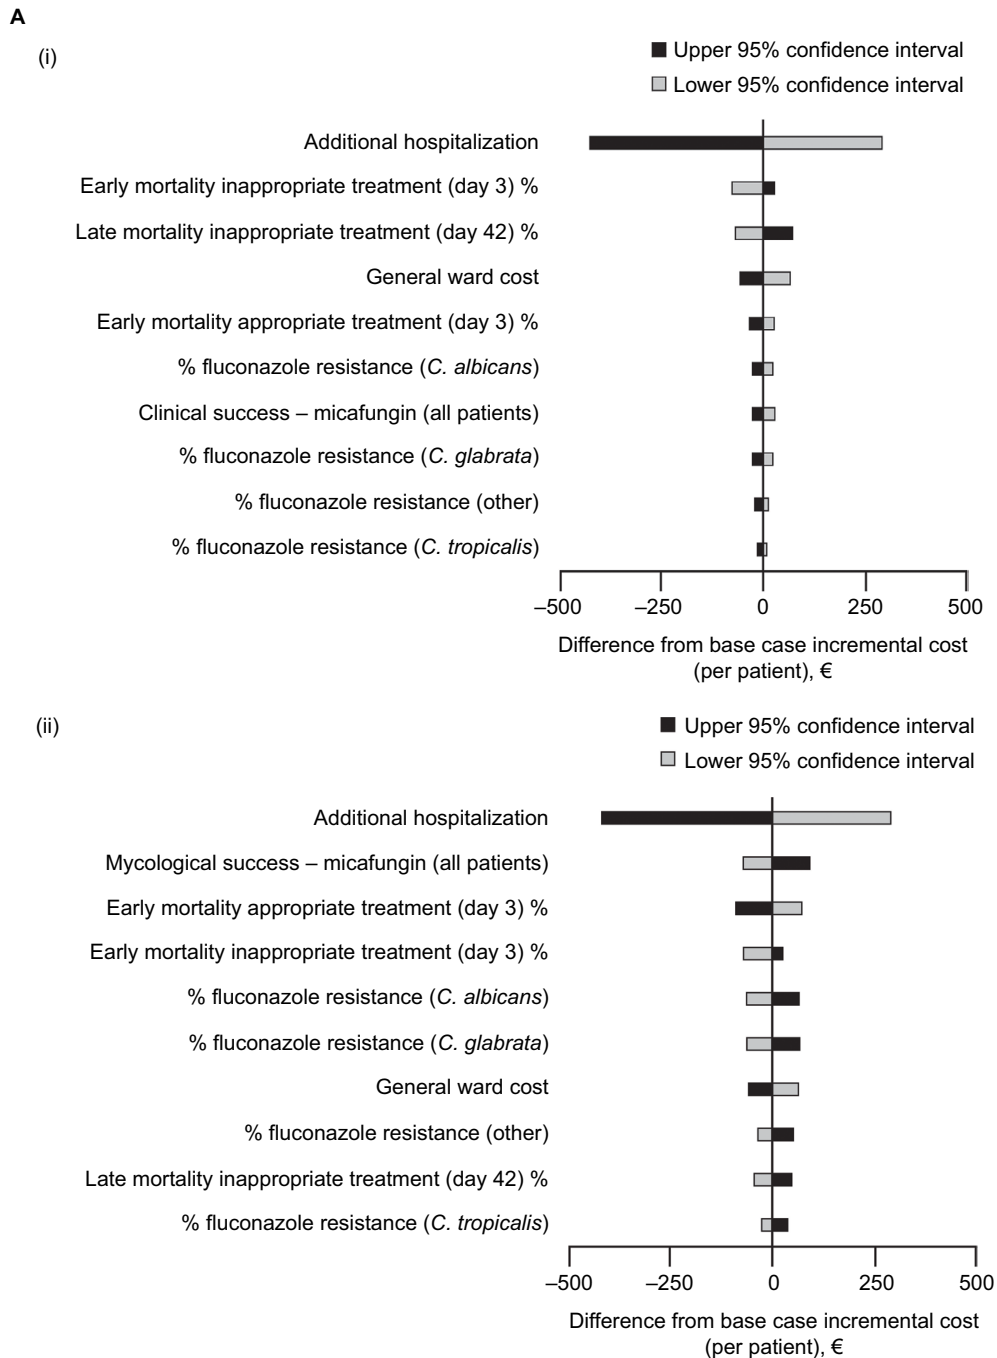 A
(i)
Upper 95% confidence interval
Lower 95% confidence interval
Additional hospitalization
Early mortality inappropriate treatment (day 3) %
Late mortality inappropriate treatment (day 42) %
General ward cost
Early mortality appropriate treatment (day 3) %
% fluconazole resistance (C. albicans)
Clinical success – micafungin (all patients)
% fluconazole resistance (C. glabrata)
% fluconazole resistance (other)
% fluconazole resistance (C. tropicalis)
–500 –250 0 250 500
Difference from base case incremental cost
(per patient), €
(ii)
Upper 95% confidence interval
Lower 95% confidence interval
Additional hospitalization
Mycological success – micafungin (all patients)
Early mortality appropriate treatment (day 3) %
Early mortality inappropriate treatment (day 3) %
% fluconazole resistance (C. albicans)
% fluconazole resistance (C. glabrata)
General ward cost
% fluconazole resistance (other)
Late mortality inappropriate treatment (day 42) %
% fluconazole resistance (C. tropicalis)
–500 –250 0 250 500
Difference from base case incremental cost
(per patient), €